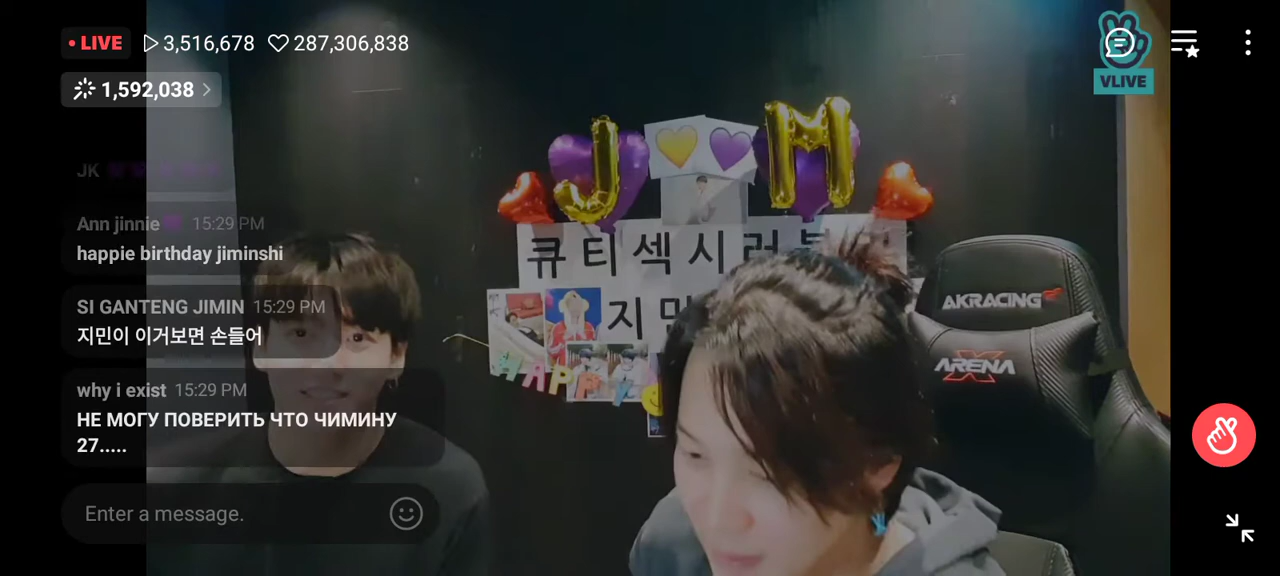 LIVE 3,516,678 287,306,838
1,592,038
VLIVE
JK
Ann jinnie 15:29 PM
happie birthday jiminshi
SI GANTENG JIMIN 15:29 PM
지민이 이거보면 손들어
why i exist 15:29 PM
НЕ МОГУ ПОВЕРИТЬ ЧТО ЧИМИНУ
27.....
Enter a message.
J M
큐티섹시러
지민
HAPP
AKRACING
ARENA